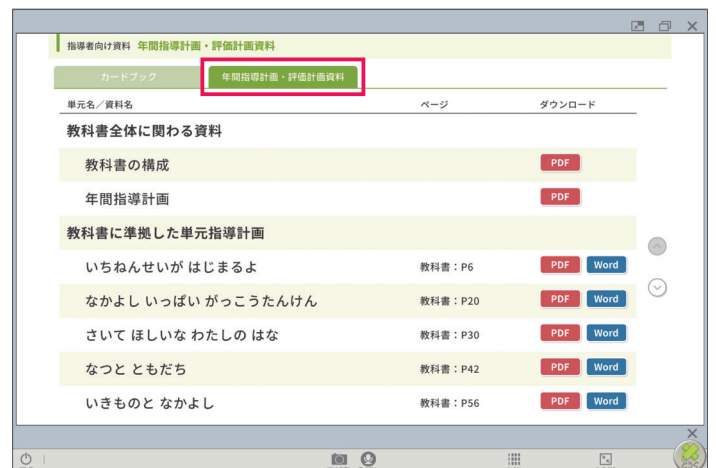 指導者向け資料 年間指導計画・評価計画資料
カードブック 年間指導計画・評価計画資料
単元名／資料名 ページ ダウンロード
教科書全体に関わる資料
教科書の構成 PDF
年間指導計画 PDF
教科書に準拠した単元指導計画
いちねんせいが はじまるよ 教科書：P6 PDF Word
なかよし いっぱい がっこうたんけん 教科書：P20 PDF Word
さいて ほしいな わたしの はな 教科書：P30 PDF Word
なつと ともだち 教科書：P42 PDF Word
いきものと なかよし 教科書：P56 PDF Word